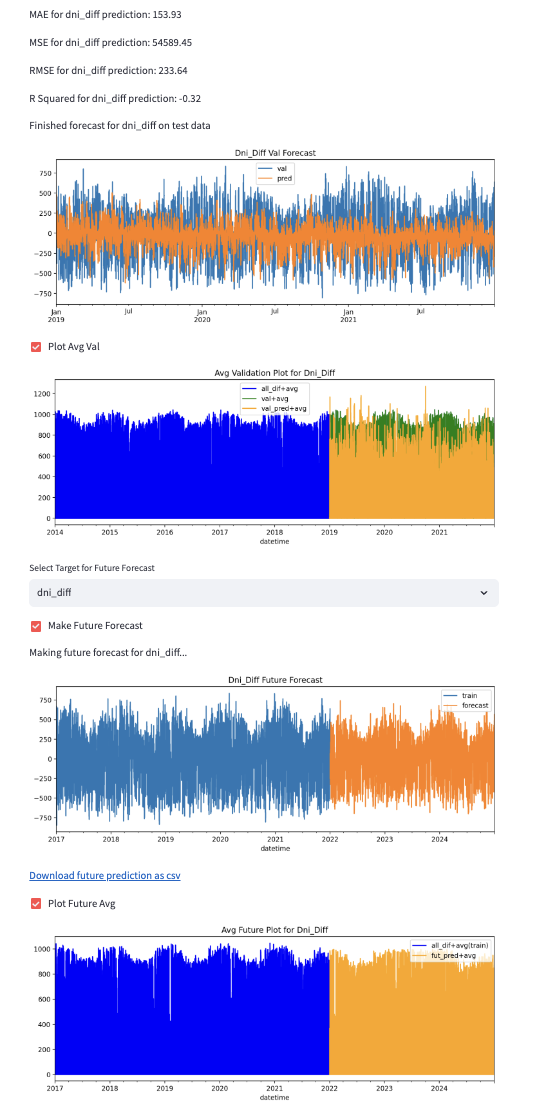 MAE for dni_diff prediction: 153.93
MSE for dni_diff prediction: 54589.45
RMSE for dni_diff prediction: 233.64
R Squared for dni_diff prediction: -0.32
Finished forecast for dni_diff on test data
Dni_Diff Val Forecast
val
pred
750
500
250
0
−250
−500
−750
Jan Jul Jan Jul Jan Jul
2019 2020 2021
Plot Avg Val
Avg Validation Plot for Dni_Diff
all_dif+avg
val+avg
val_pred+avg
1200
1000
800
600
400
200
0
2014 2015 2016 2017 2018 2019 2020 2021
datetime
Select Target for Future Forecast
dni_diff
Make Future Forecast
Making future forecast for dni_diff...
Dni_Diff Future Forecast
train
forecast
750
500
250
0
−250
−500
−750
2017 2018 2019 2020 2021 2022 2023 2024
datetime
Download future prediction as csv
Plot Future Avg
Avg Future Plot for Dni_Diff
all_dif+avg(train)
fut_pred+avg
1000
800
600
400
200
0
2017 2018 2019 2020 2021 2022 2023 2024
datetime